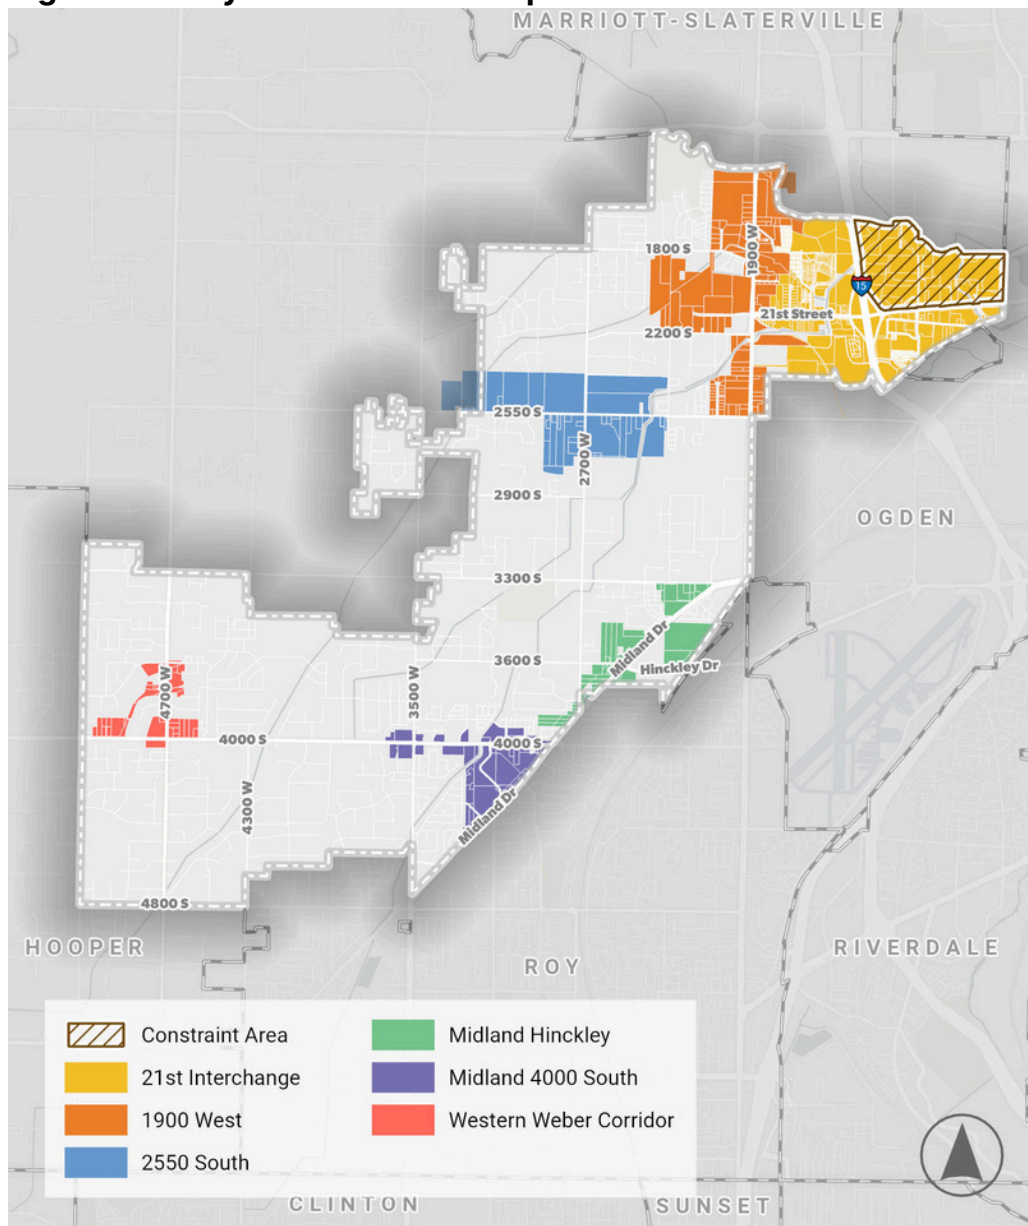 MARRIOTT-SLATERVILLE
1800 S
1900 W
15
21st Street
2200 S
2550 S
2700 W
2900 S
OGDEN
3300 S
Midland Dr
3600 S
Hinckley Dr
4700 W
3500 W
4000 S
4000 S
4300 W
Midland Dr
4800 S
HOOPER
ROY
RIVERDALE
Constraint Area
21st Interchange
1900 West
2550 South
Midland Hinckley
Midland 4000 South
Western Weber Corridor
CLINTON
SUNSET